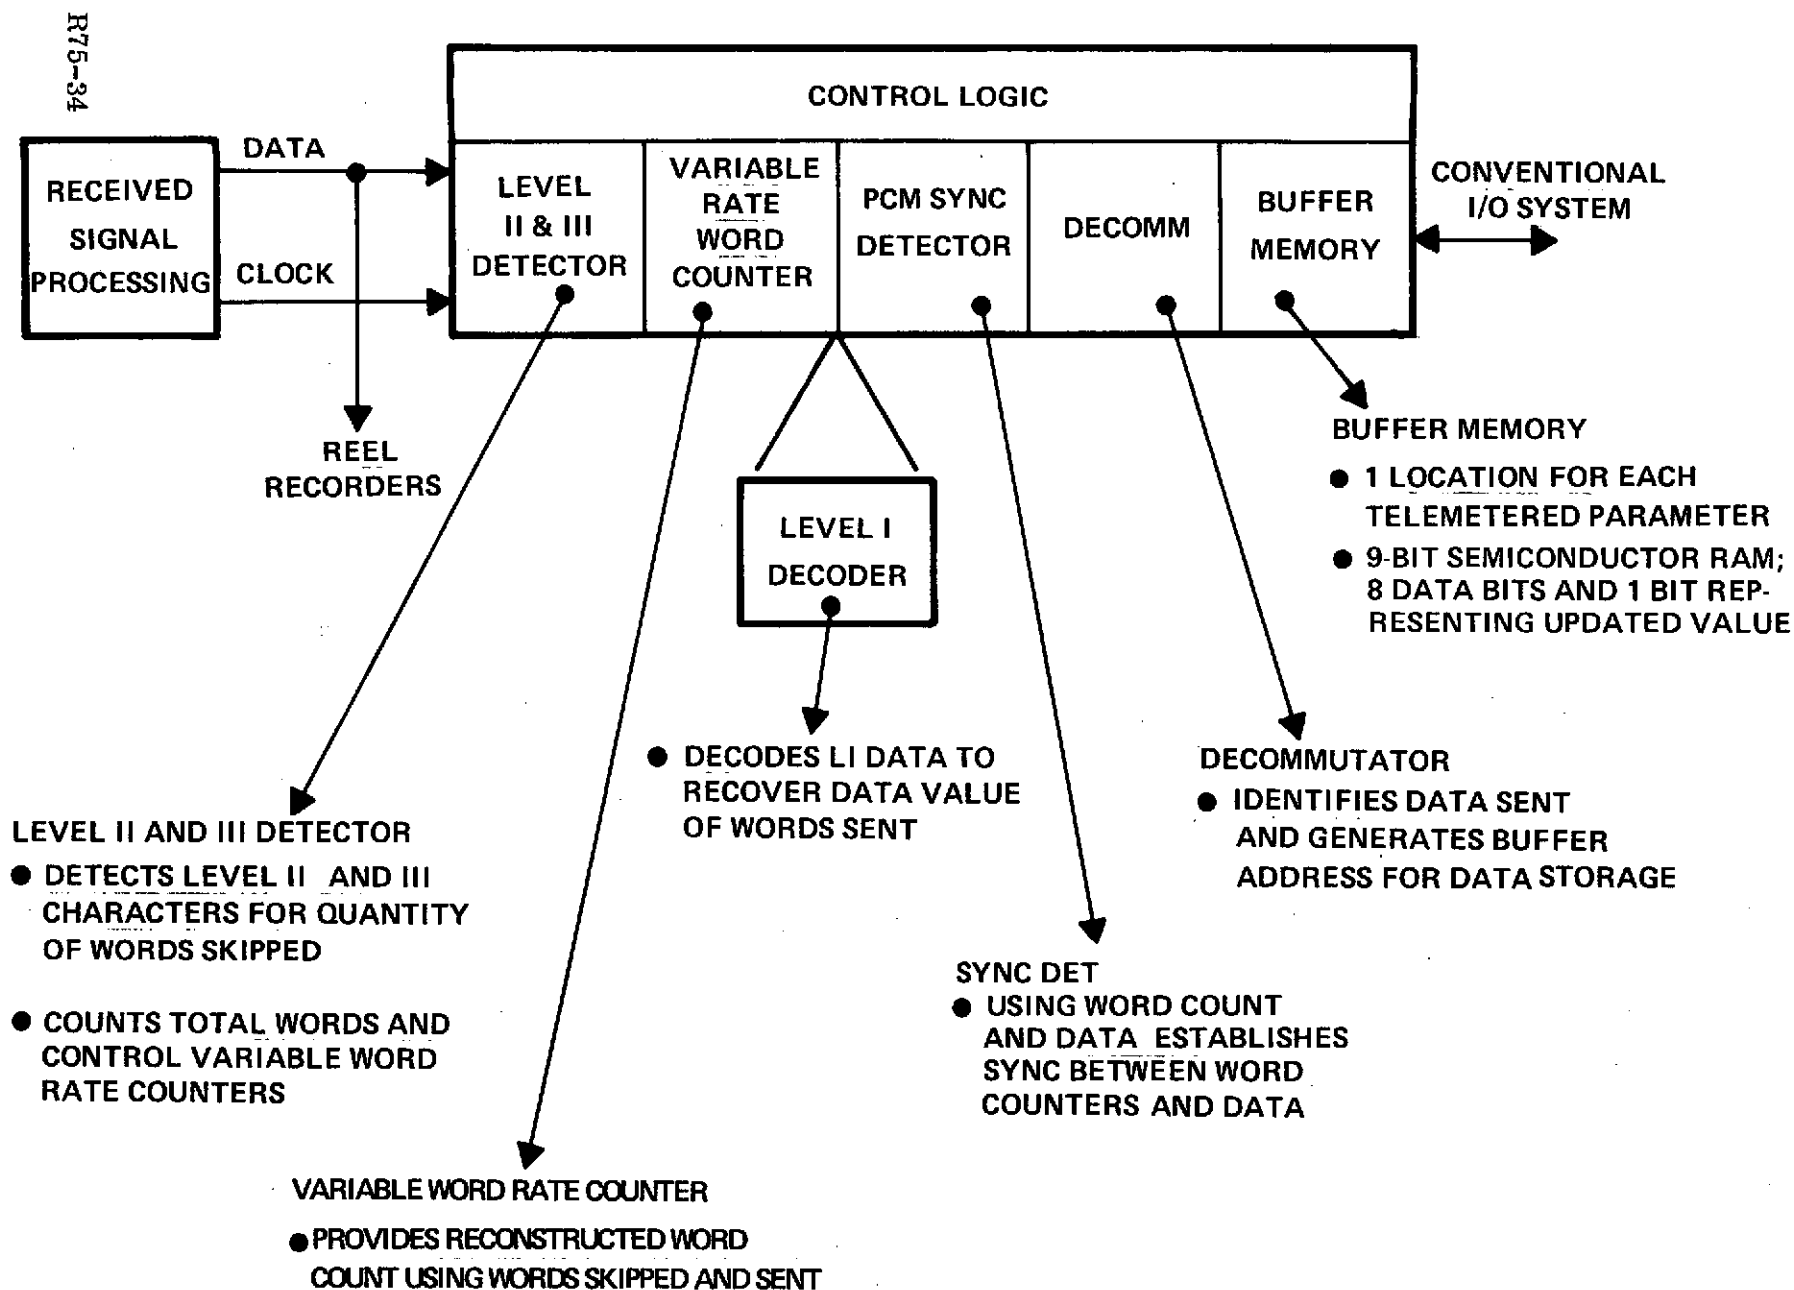 R75-34
CONTROL LOGIC
DATA
CLOCK
RECEIVED
SIGNAL
PROCESSING
LEVEL
II & III
DETECTOR
VARIABLE
RATE
WORD
COUNTER
PCM SYNC
DETECTOR
DECOMM
BUFFER
MEMORY
CONVENTIONAL
I/O SYSTEM
REEL
RECORDERS
LEVEL I
DECODER
BUFFER MEMORY
● 1 LOCATION FOR EACH
TELEMETERED PARAMETER
● 9-BIT SEMICONDUCTOR RAM;
8 DATA BITS AND 1 BIT REP-
RESENTING UPDATED VALUE
● DECODES LI DATA TO
RECOVER DATA VALUE
OF WORDS SENT
DECOMMUTATOR
● IDENTIFIES DATA SENT
AND GENERATES BUFFER
ADDRESS FOR DATA STORAGE
LEVEL II AND III DETECTOR
● DETECTS LEVEL II AND III
CHARACTERS FOR QUANTITY
OF WORDS SKIPPED
● COUNTS TOTAL WORDS AND
CONTROL VARIABLE WORD
RATE COUNTERS
SYNC DET
● USING WORD COUNT
AND DATA ESTABLISHES
SYNC BETWEEN WORD
COUNTERS AND DATA
VARIABLE WORD RATE COUNTER
● PROVIDES RECONSTRUCTED WORD
COUNT USING WORDS SKIPPED AND SENT